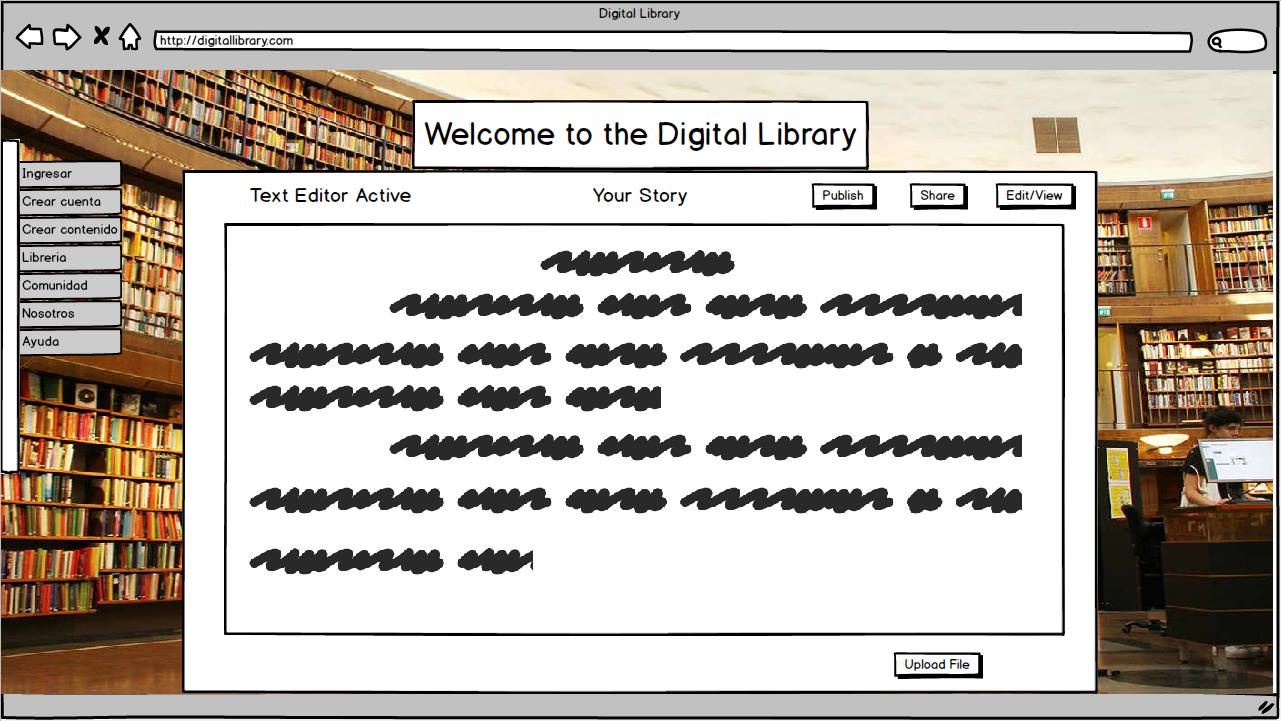 Digital Library
http://digitallibrary.com
Welcome to the Digital Library
Ingresar
Crear cuenta
Crear contenido
Libreria
Comunidad
Nosotros
Ayuda
Text Editor Active
Your Story
Publish
Share
Edit/View
Upload File